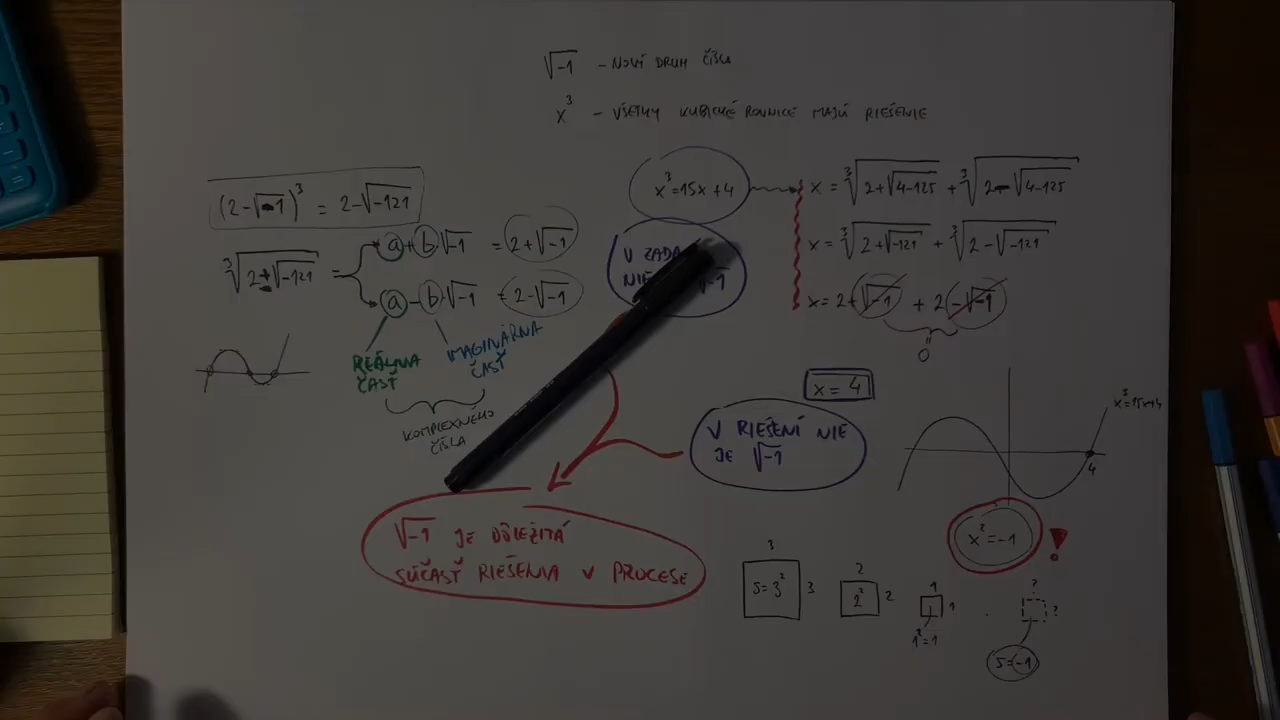 √-1 - NOVÍ DRUH ČÍSLA
x³ - VŠETKY KUBICKÉ ROVNICE MAJÚ RIEŠENIE
(2-√-1)³ = 2-√-121
∛2+√-121 =
a+b√-1 = 2+√-1
a-b·√-1 = 2-√-1
REÁLNA
ČASŤ
IMAGINÁRNA
ČASŤ
KOMPLEXNÉHO
ČÍSLA
x³=15x+4
V
NIE √-1
x = ∛2+√4-125 + ∛2-√4-125
x = ∛2+√-121 + ∛2-√-121
x = 2+√-1 + 2-√-1
0
x = 4
V RIEŠENÍ NIE
JE √-1
x³=15x+4
4
√-1 JE DÔLEŽITÁ
SÚČASŤ RIEŠENIA V PROCESE
x²=-1 !
3
S=3² 3
2
2² 2
1
1
1²=1
?
?
S=-1